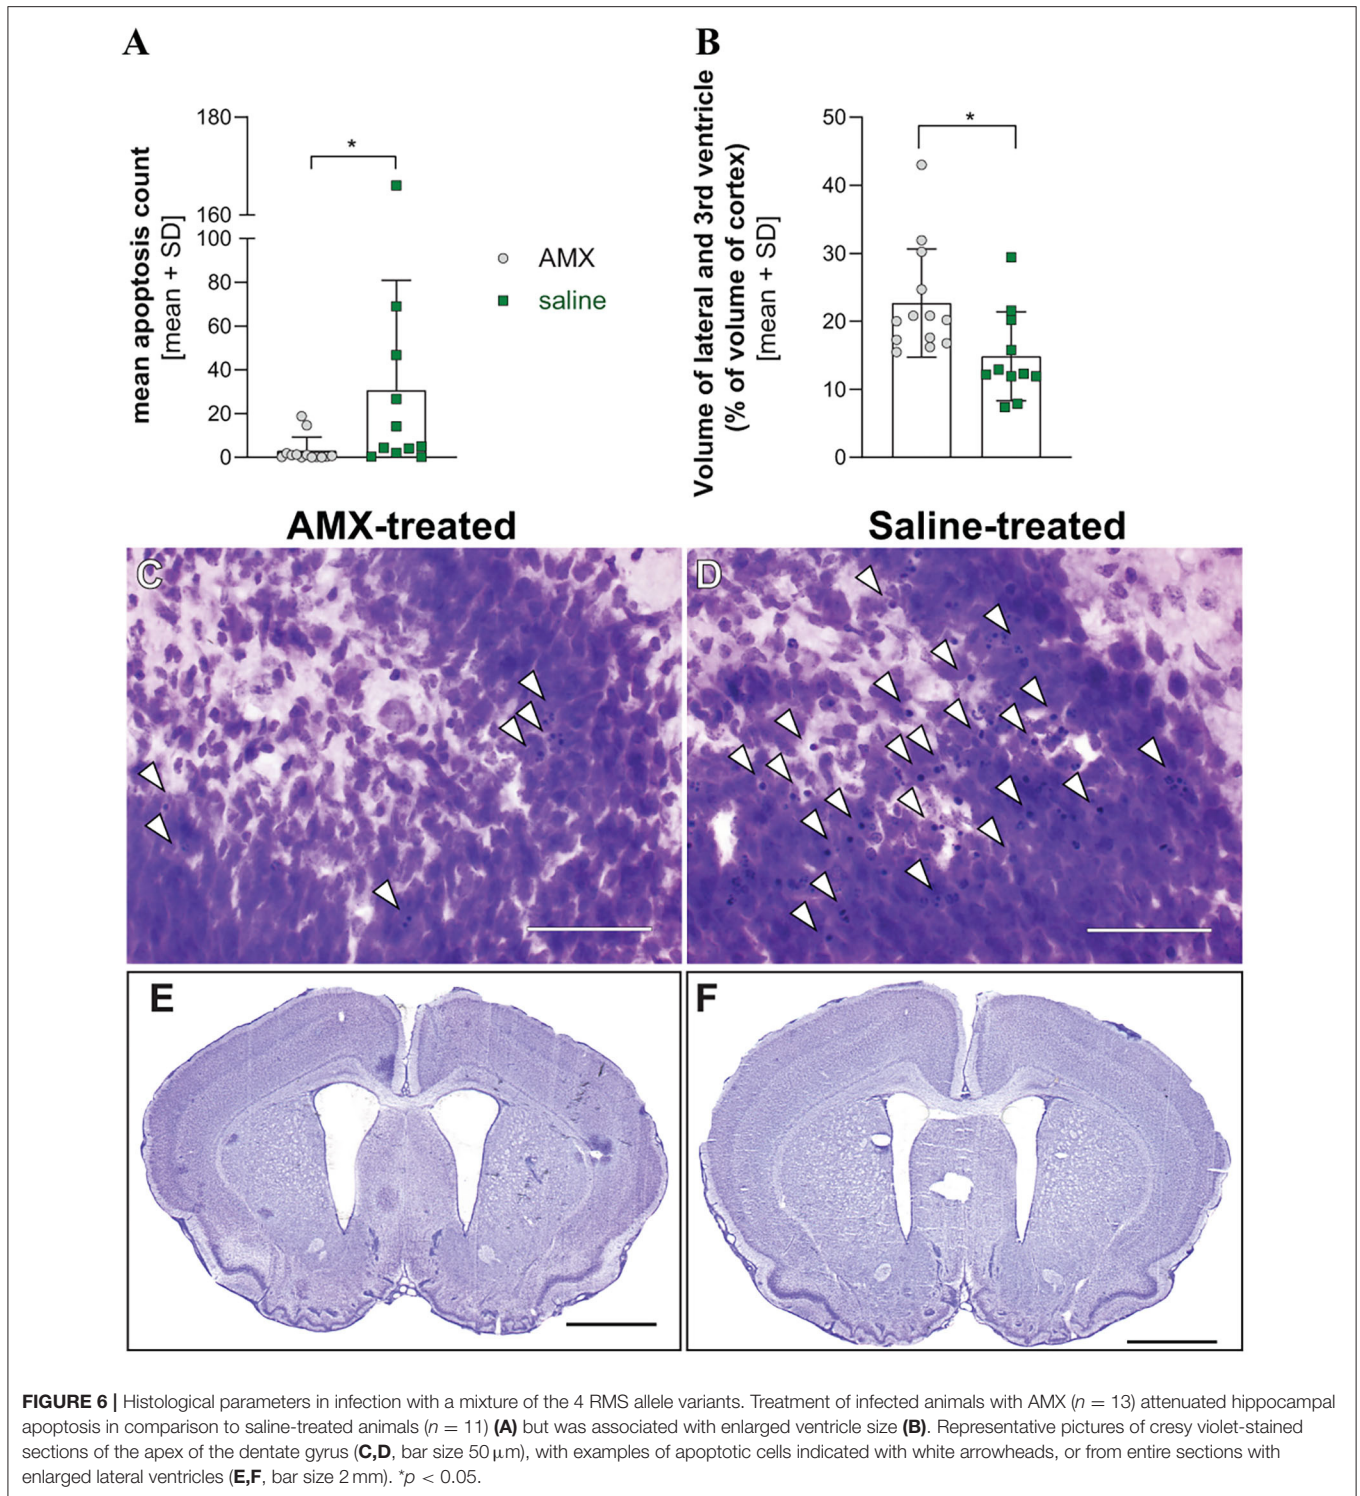 A
B
mean apoptosis count
[mean + SD]
180
160
100
80
60
40
20
0
*
AMX
saline
Volume of lateral and 3rd ventricle
(% of volume of cortex)
[mean + SD]
50
40
30
20
10
0
*
AMX-treated
Saline-treated
C
D
E
F
FIGURE 6 | Histological parameters in infection with a mixture of the 4 RMS allele variants. Treatment of infected animals with AMX (n = 13) attenuated hippocampal
apoptosis in comparison to saline-treated animals (n = 11) (A) but was associated with enlarged ventricle size (B). Representative pictures of cresy violet-stained
sections of the apex of the dentate gyrus (C,D, bar size 50 μm), with examples of apoptotic cells indicated with white arrowheads, or from entire sections with
enlarged lateral ventricles (E,F, bar size 2 mm). *p < 0.05.